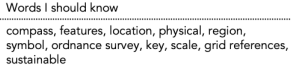 Words I should know
compass, features, location, physical, region,
symbol, ordnance survey, key, scale, grid references,
sustainable